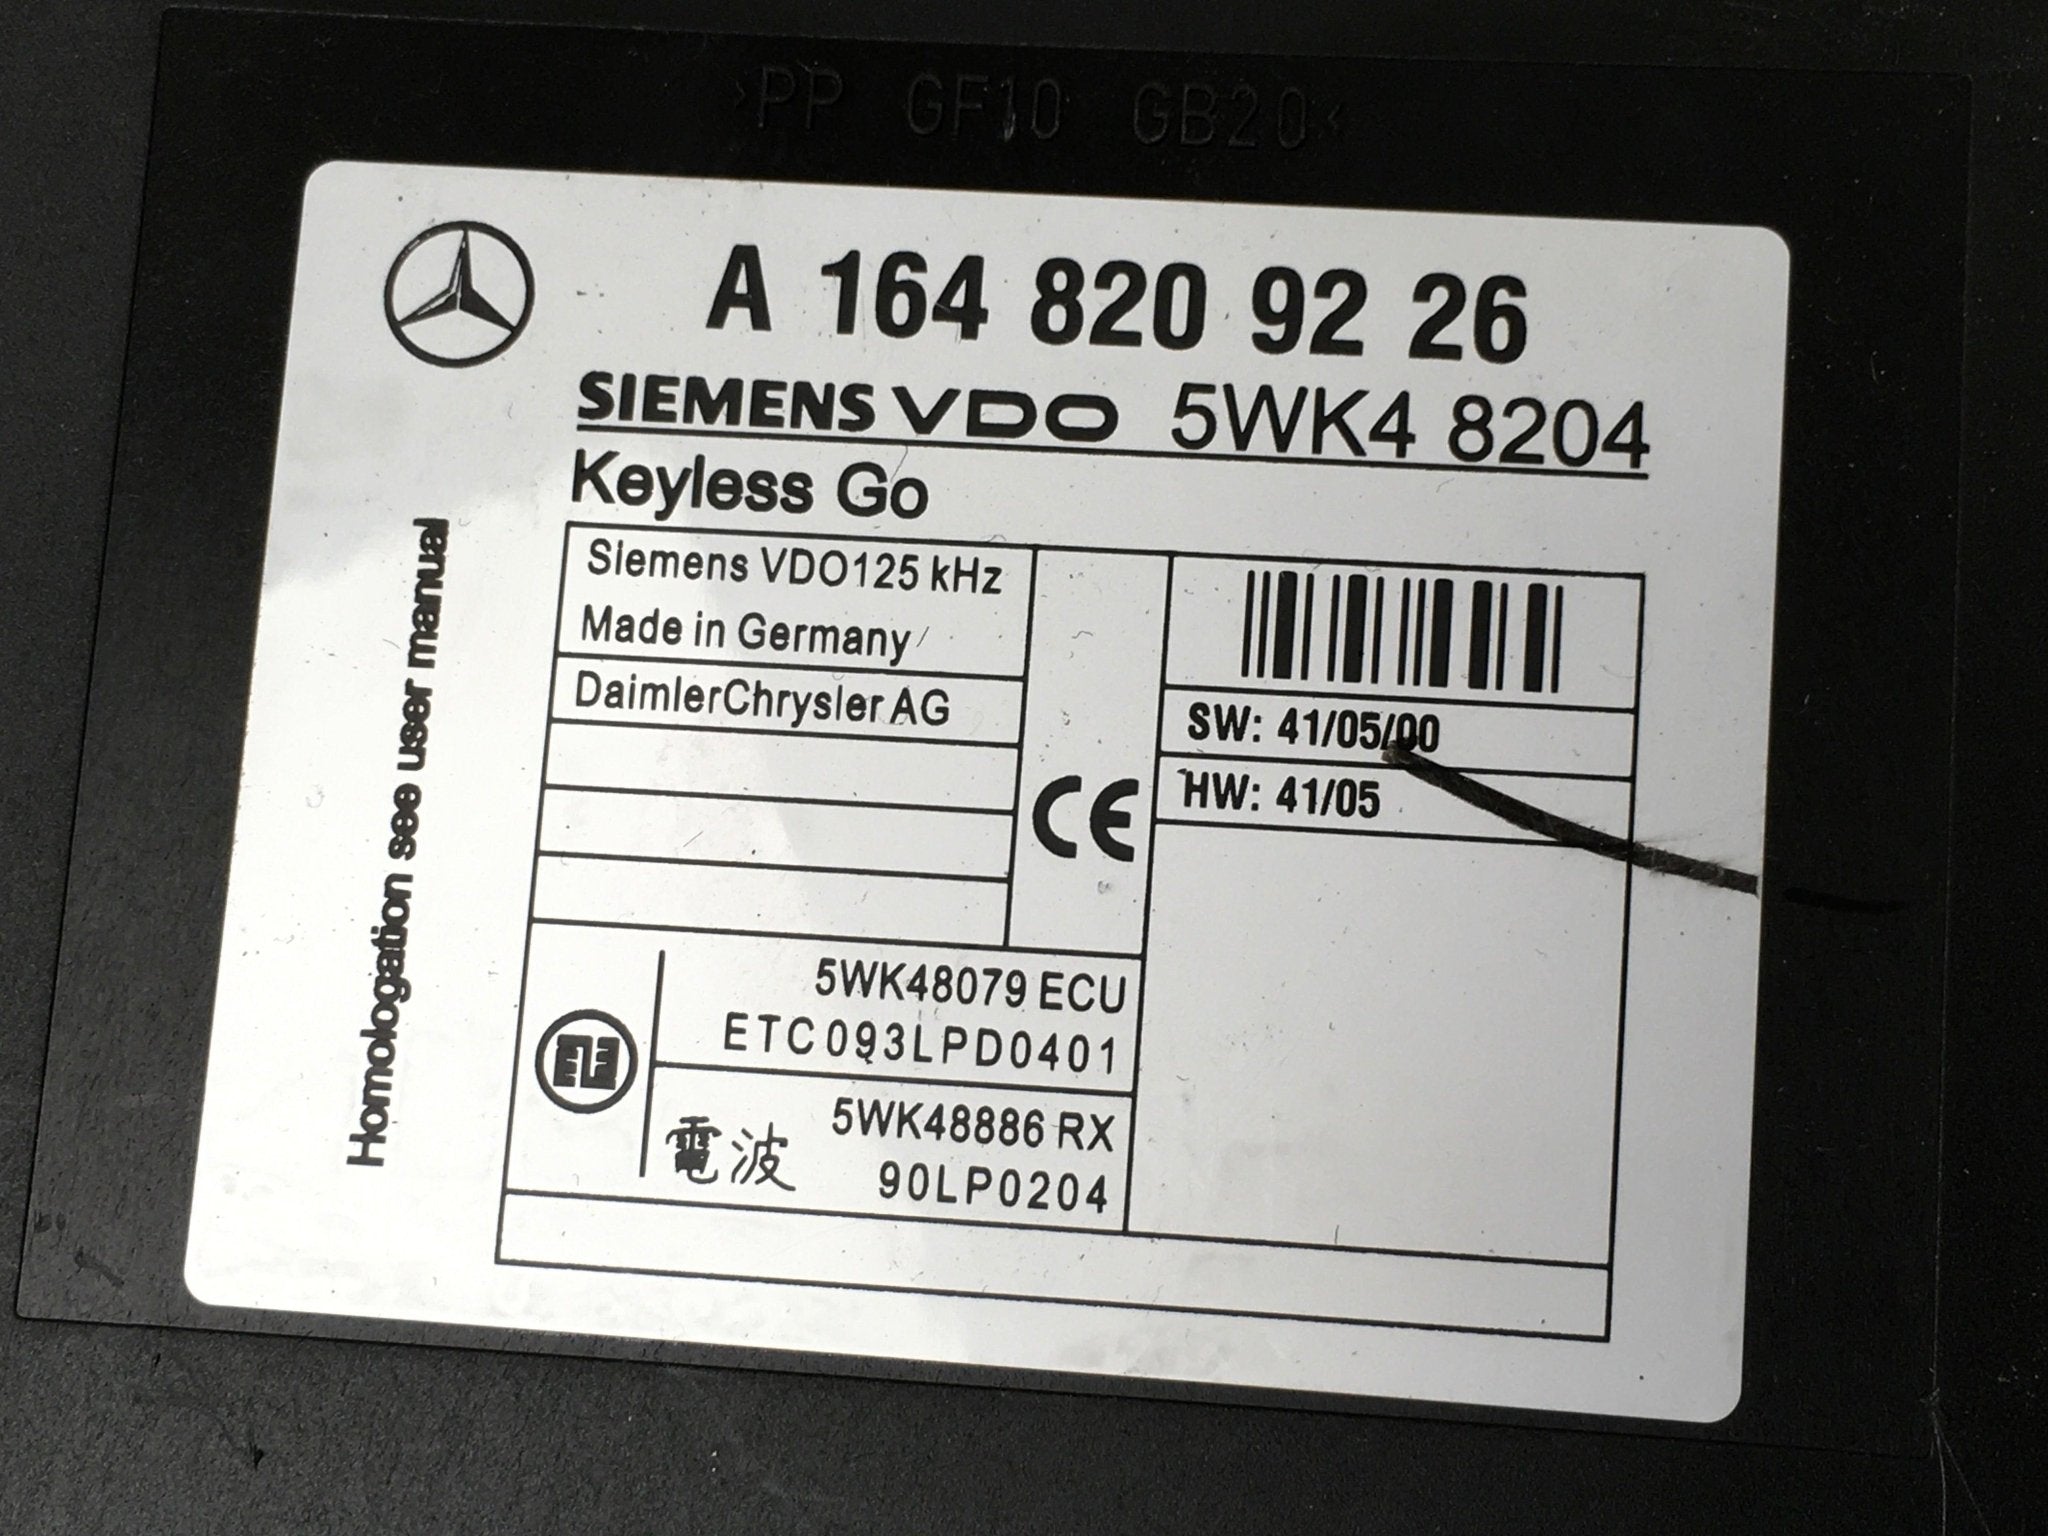 >PP GF10 GB20<
A 164 820 92 26
SIEMENS VDO 5WK4 8204
Keyless Go
Siemens VDO125 kHz
Made in Germany
DaimlerChrysler AG
CE
SW: 41/05/00
HW: 41/05
5WK48079 ECU
ETC093LPD0401
5WK48886 RX
電波 90LP0204
Homologation see user manual